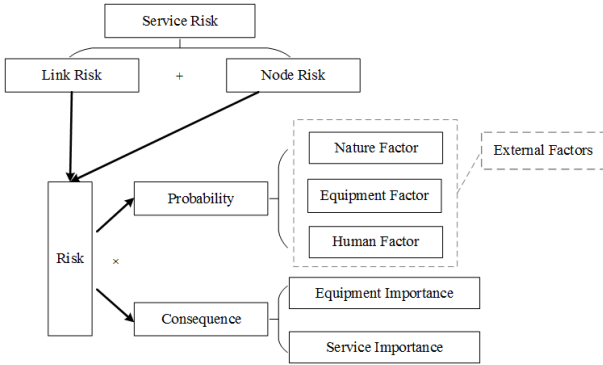 Service Risk
Link Risk + Node Risk
Nature Factor
External Factors
Probability
Equipment Factor
Human Factor
Risk
×
Equipment Importance
Consequence
Service Importance